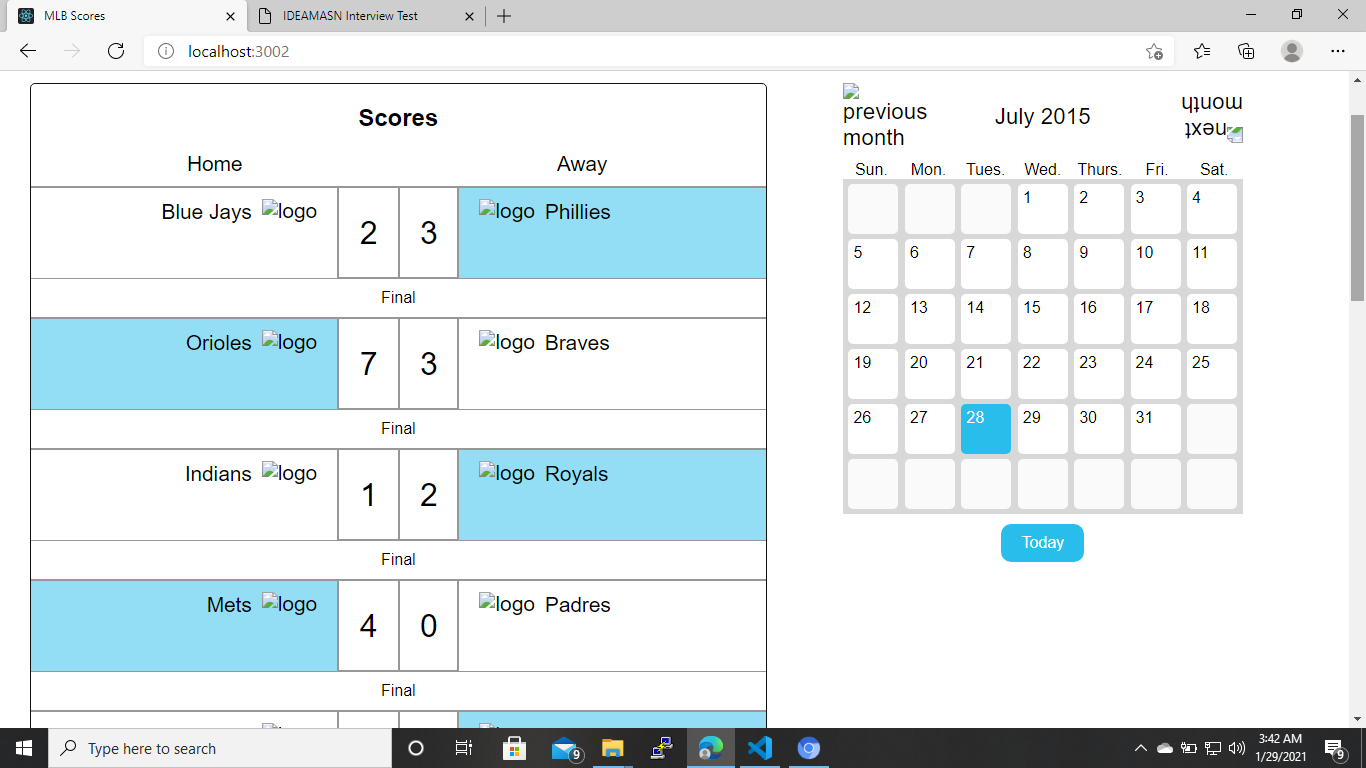 MLB Scores
IDEAMASN Interview Test
localhost:3002
Scores
Home Away
Blue Jays logo 2 3 logo Phillies
Final
Orioles logo 7 3 logo Braves
Final
Indians logo 1 2 logo Royals
Final
Mets logo 4 0 logo Padres
Final
previous
month
July 2015
next
month
Sun. Mon. Tues. Wed. Thurs. Fri. Sat.
1 2 3 4
5 6 7 8 9 10 11
12 13 14 15 16 17 18
19 20 21 22 23 24 25
26 27 28 29 30 31
Today
Type here to search
9
3:42 AM
1/29/2021
9